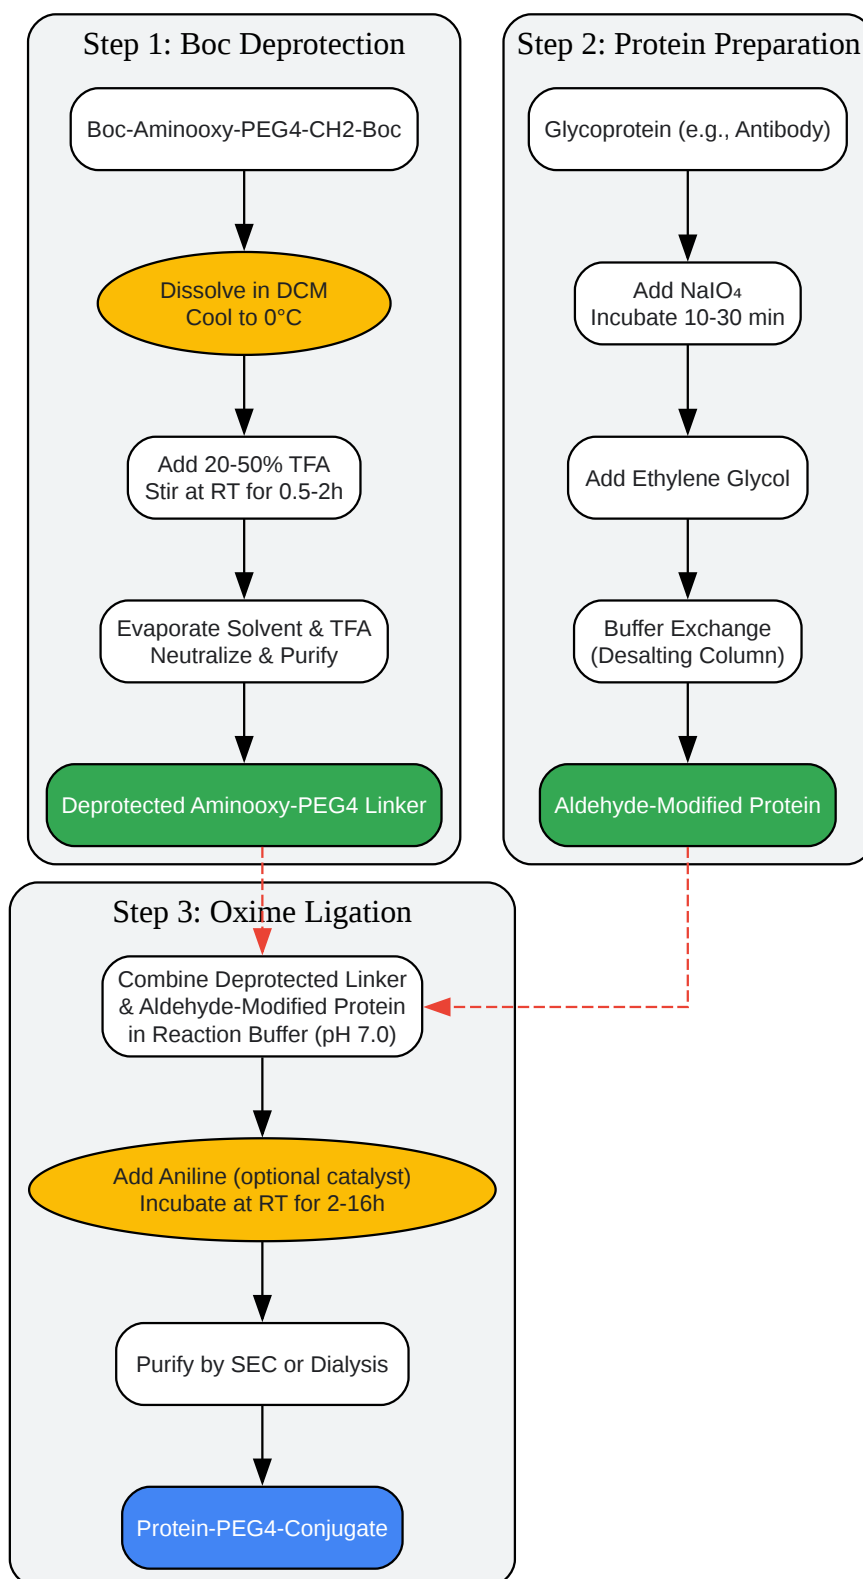 Step 1: Boc Deprotection
Boc-Aminooxy-PEG4-CH2-Boc
Dissolve in DCM
Cool to 0°C
Add 20-50% TFA
Stir at RT for 0.5-2h
Evaporate Solvent & TFA
Neutralize & Purify
Deprotected Aminooxy-PEG4 Linker
Step 2: Protein Preparation
Glycoprotein (e.g., Antibody)
Add NaIO₄
Incubate 10-30 min
Add Ethylene Glycol
Buffer Exchange
(Desalting Column)
Aldehyde-Modified Protein
Step 3: Oxime Ligation
Combine Deprotected Linker
& Aldehyde-Modified Protein
in Reaction Buffer (pH 7.0)
Add Aniline (optional catalyst)
Incubate at RT for 2-16h
Purify by SEC or Dialysis
Protein-PEG4-Conjugate